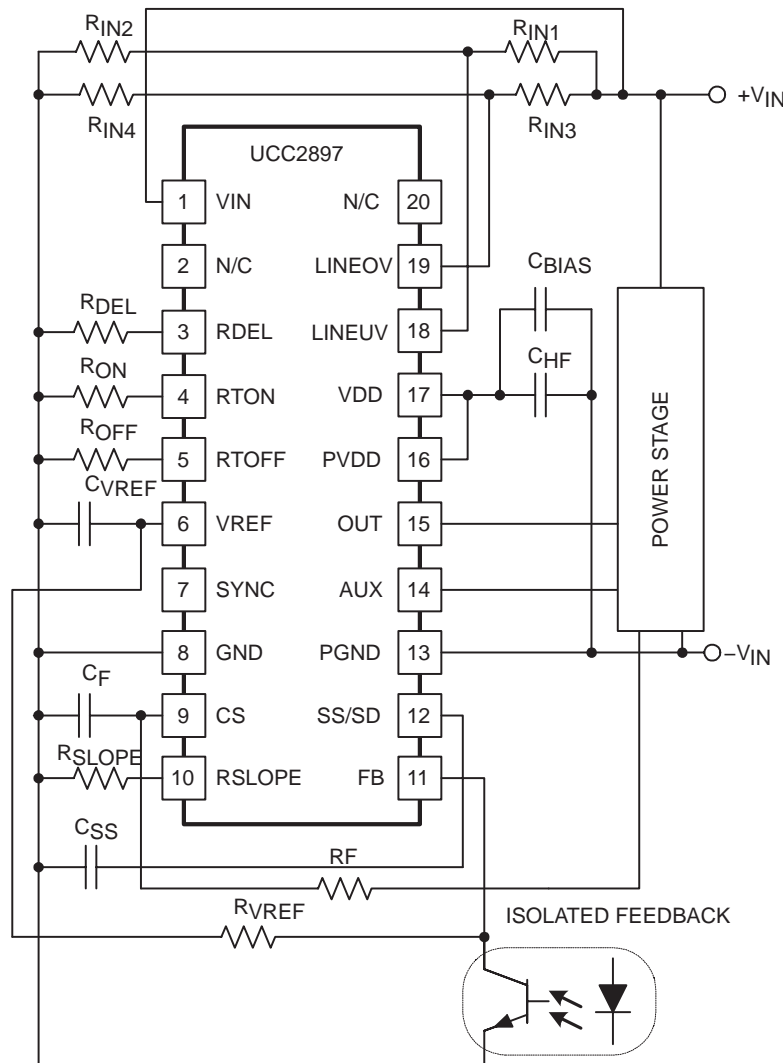 RIN2
RIN1
+VIN
RIN4
RIN3
UCC2897
1 VIN
N/C 20
2 N/C
LINEOV 19
CBIAS
RDEL
3 RDEL
LINEUV 18
CHF
RON
4 RTON
VDD 17
ROFF
5 RTOFF
PVDD 16
CVREF
6 VREF
OUT 15
POWER STAGE
7 SYNC
AUX 14
8 GND
PGND 13
−VIN
CF
9 CS
SS/SD 12
RSLOPE
10 RSLOPE
FB 11
CSS
RF
RVREF
ISOLATED FEEDBACK